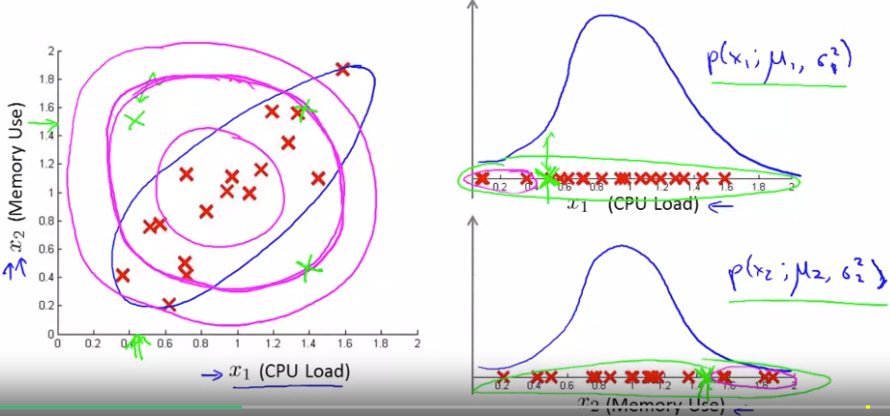 2
1.8
1.6
1.4
1.2
1
0.8
0.6
0.4
0.2
0
x₂ (Memory Use)
0 0.2 0.4 0.6 0.8 1 1.2 1.4 1.6 1.8 2
x₁ (CPU Load)
p(x₁; μ₁, σ₁²)
0.2 0.6 0.8 1 1.2 1.4 1.6 1.8 2
x₁ (CPU Load)
p(x₂; μ₂, σ₂²)
0.2 0.4 0.6 0.8 1 1.2 1.4 1.6 1.8 2
x₂ (Memory Use)